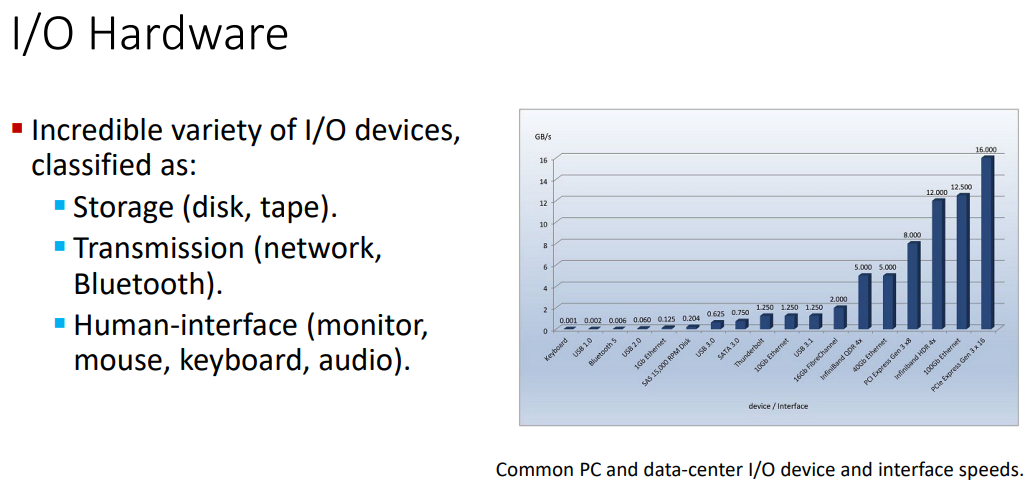 I/O Hardware
Incredible variety of I/O devices,
classified as:
Storage (disk, tape).
Transmission (network,
Bluetooth).
Human-interface (monitor,
mouse, keyboard, audio).
GB/s
16
14
12
10
8
6
4
2
0
0.001
0.002
0.006
0.060
0.125
0.204
0.625
0.750
1.250
1.250
1.250
2.000
5.000
5.000
8.000
12.000
12.500
16.000
Keyboard
USB 1.0
Bluetooth 5
USB 2.0
1Gb Ethernet
SAS 15,000 RPM Disk
USB 3.0
SATA 3.0
Thunderbolt
10Gb Ethernet
USB 3.1
16Gb FibreChannel
InfiniBand QDR 4x
40Gb Ethernet
PCI Express Gen 3 x8
Infiniband HDR 4x
100Gb Ethernet
PCIe Express Gen 3 x 16
device / Interface
Common PC and data-center I/O device and interface speeds.